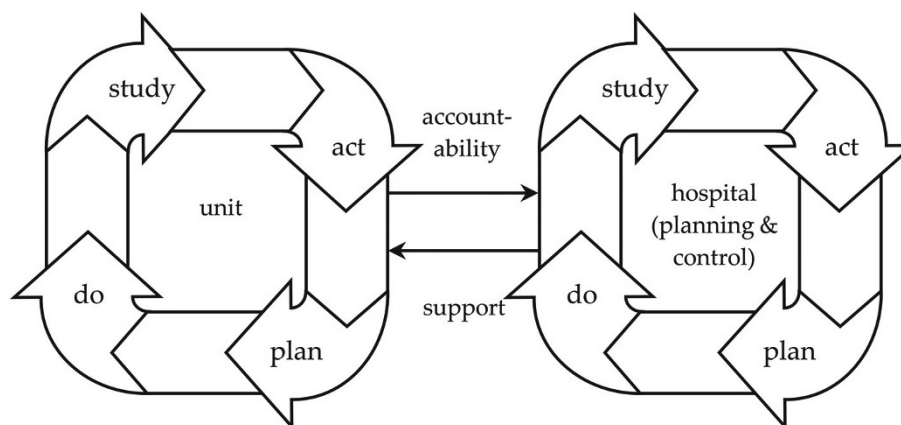 study
act
unit
do
plan
account-
ability
support
study
act
hospital
(planning &
control)
do
plan